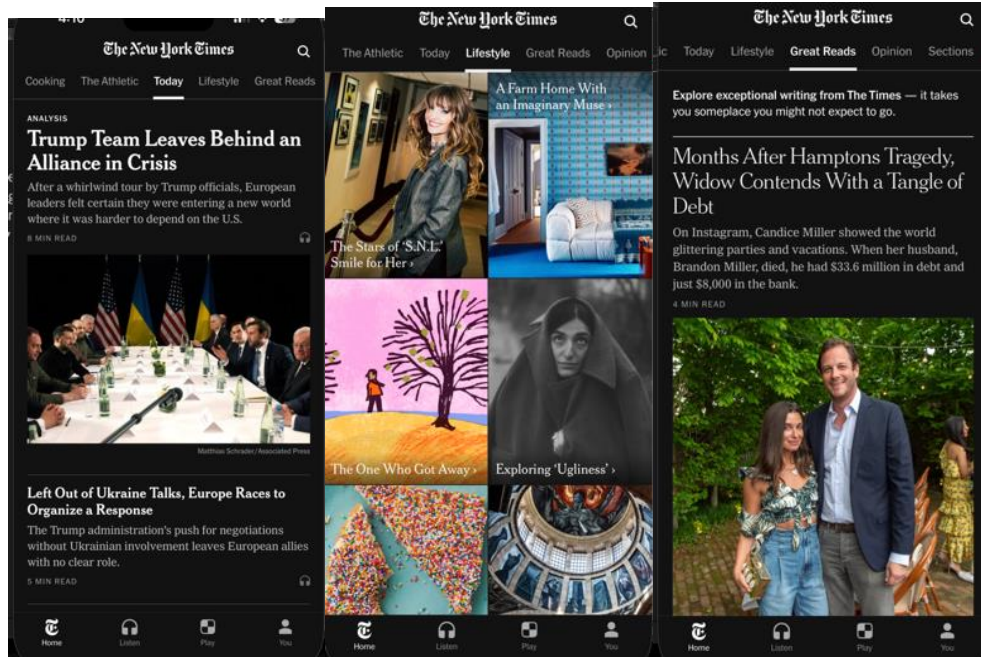 4:10
The New York Times
Cooking The Athletic Today Lifestyle Great Reads
ANALYSIS
Trump Team Leaves Behind an
Alliance in Crisis
After a whirlwind tour by Trump officials, European
leaders felt certain they were entering a new world
where it was harder to depend on the U.S.
8 MIN READ
Matthias Schrader/Associated Press
Left Out of Ukraine Talks, Europe Races to
Organize a Response
The Trump administration's push for negotiations
without Ukrainian involvement leaves European allies
with no clear role.
5 MIN READ
Home Listen Play You
The New York Times
The Athletic Today Lifestyle Great Reads Opinion
A Farm Home With
an Imaginary Muse ›
The Stars of 'S.N.L.'
Smile for Her ›
The One Who Got Away ›
Exploring 'Ugliness' ›
Home Listen Play You
The New York Times
ic Today Lifestyle Great Reads Opinion Sections
Explore exceptional writing from The Times — it takes
you someplace you might not expect to go.
Months After Hamptons Tragedy,
Widow Contends With a Tangle of
Debt
On Instagram, Candice Miller showed the world
glittering parties and vacations. When her husband,
Brandon Miller, died, he had $33.6 million in debt and
just $8,000 in the bank.
4 MIN READ
Home Listen Play You